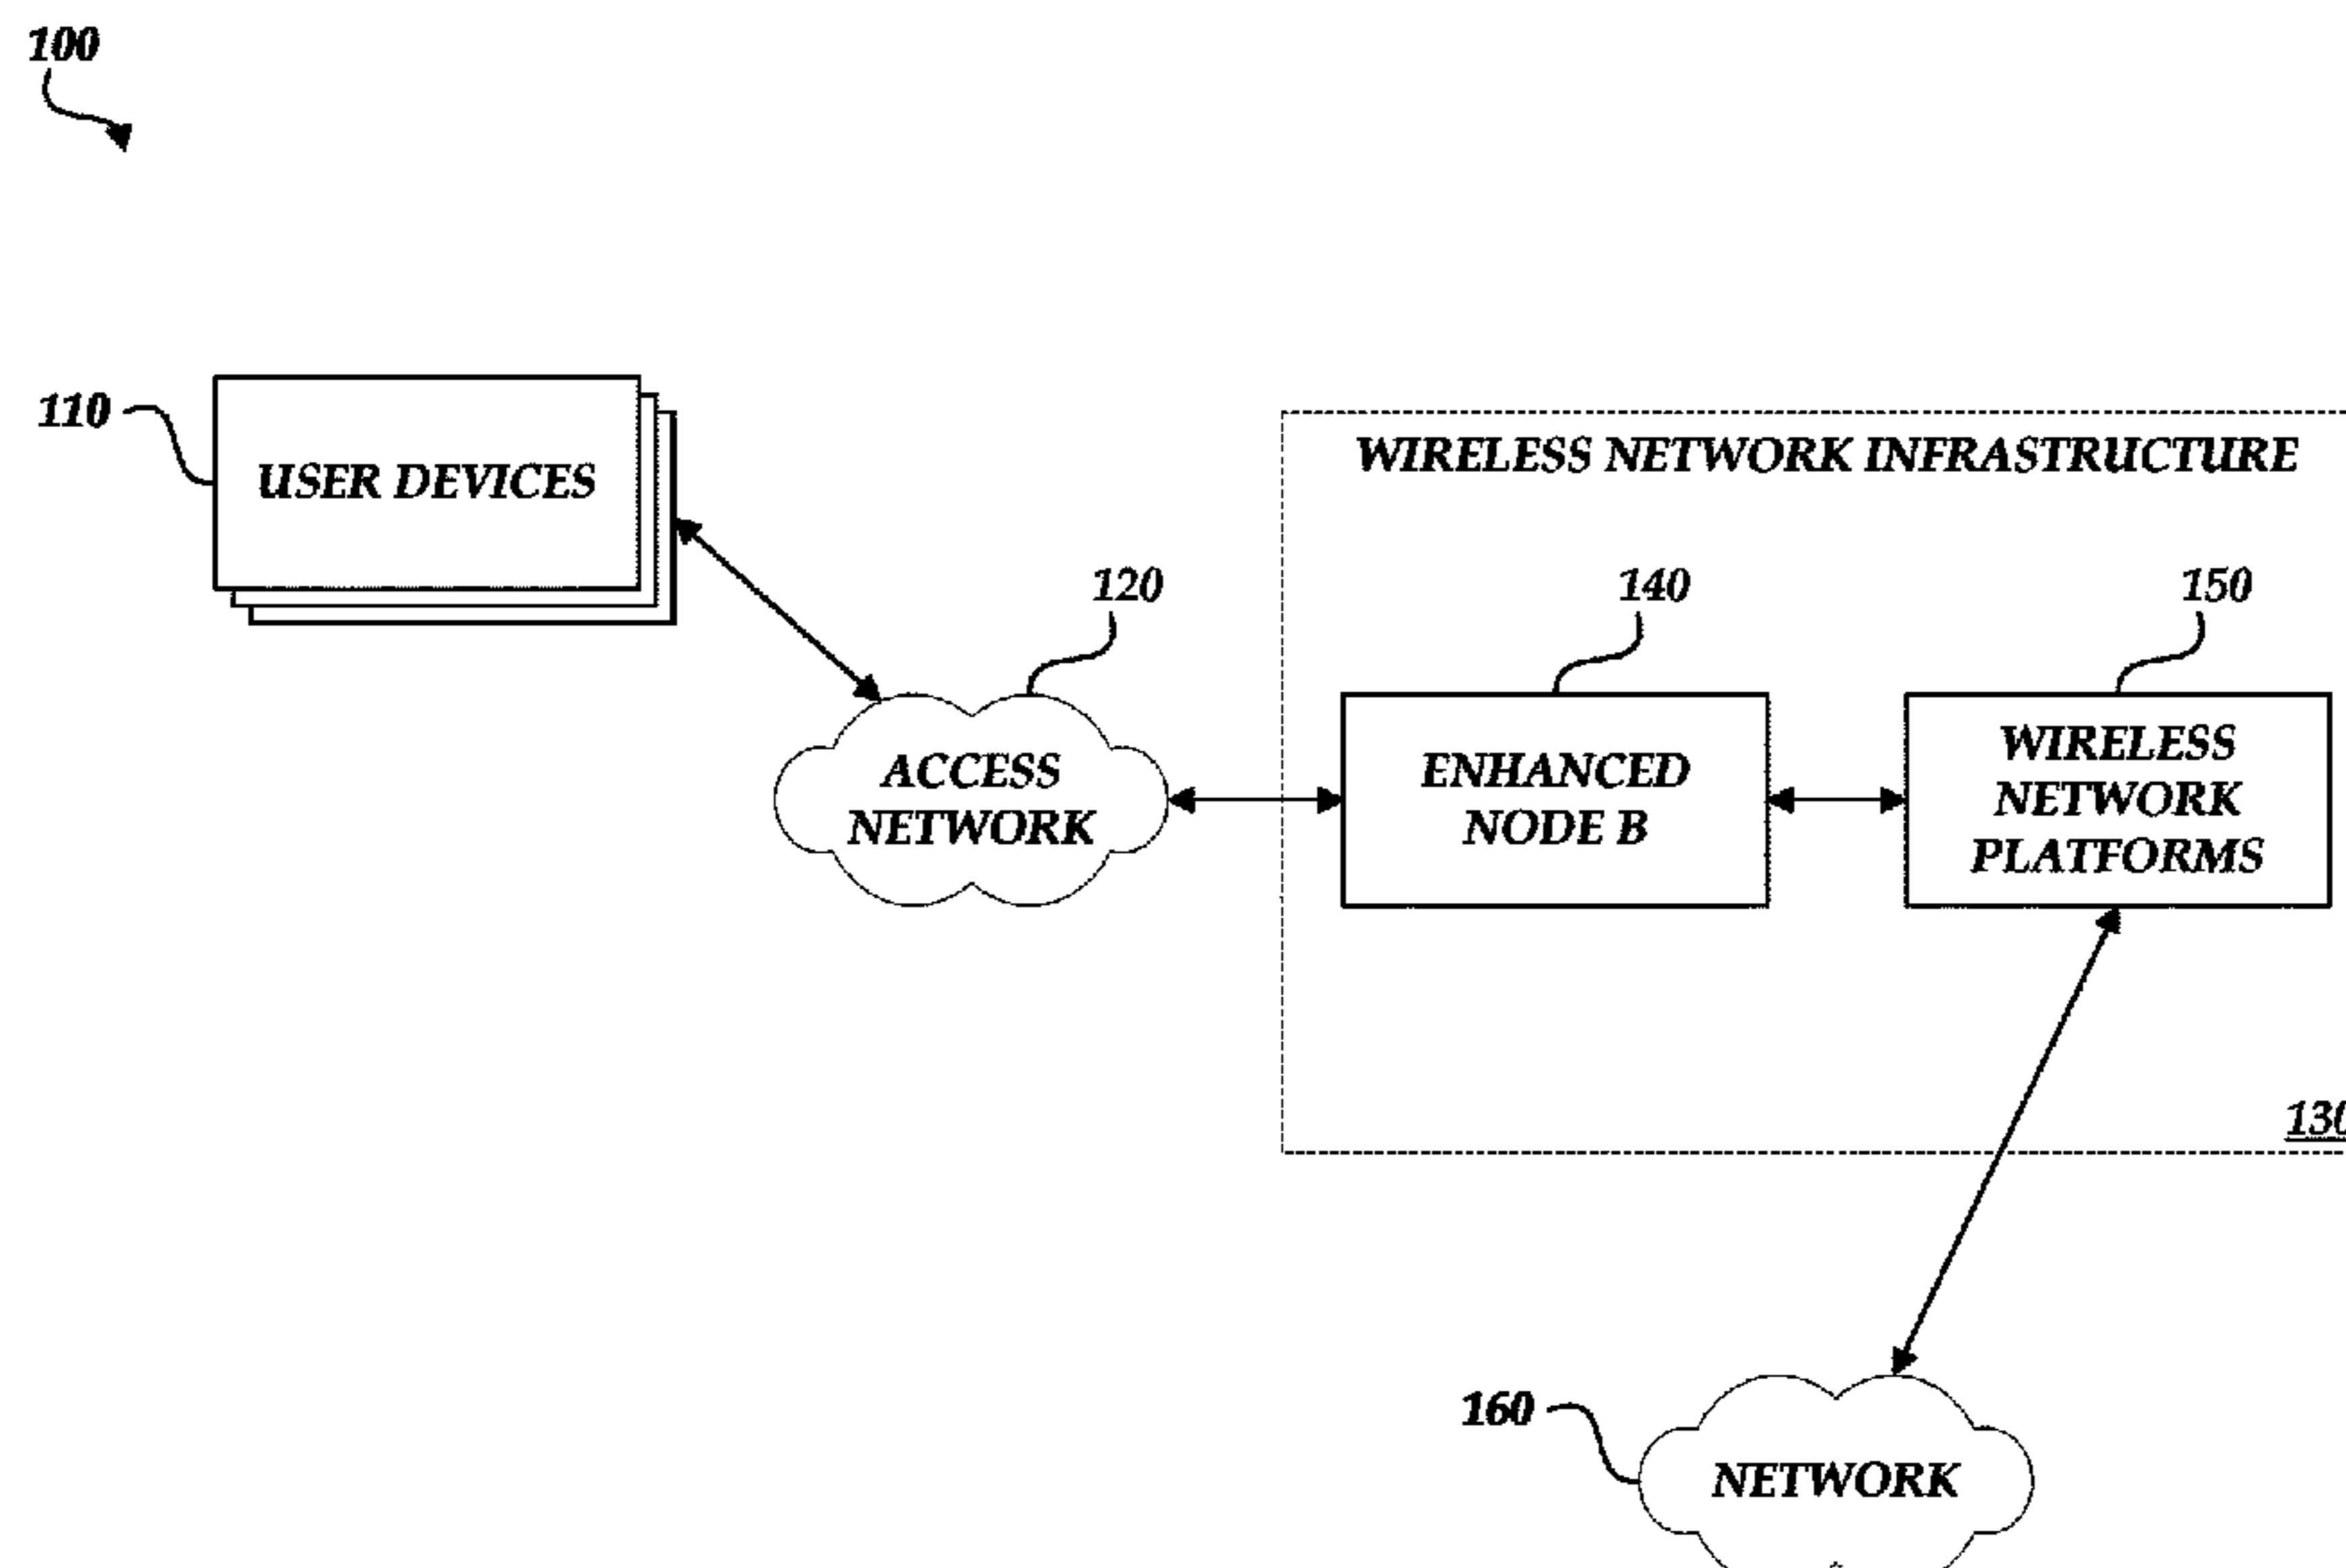 100
110
USER DEVICES
WIRELESS NETWORK INFRASTRUCTURE
120
140
150
ACCESS
NETWORK
ENHANCED
NODE B
WIRELESS
NETWORK
PLATFORMS
130
160
NETWORK